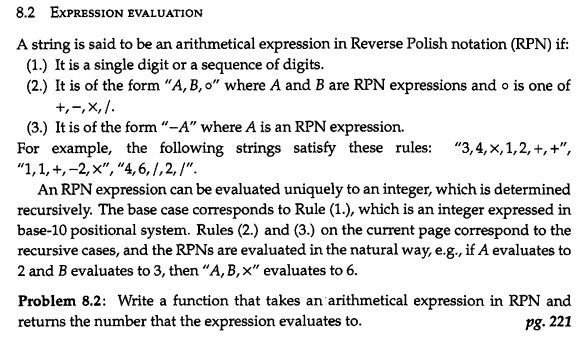 8.2 EXPRESSION EVALUATION
A string is said to be an arithmetical expression in Reverse Polish notation (RPN) if:
(1.) It is a single digit or a sequence of digits.
(2.) It is of the form "A, B, ∘" where A and B are RPN expressions and ∘ is one of
+, −, ×, /.
(3.) It is of the form "−A" where A is an RPN expression.
For example, the following strings satisfy these rules: "3, 4, ×, 1, 2, +, +",
"1, 1, +, −2, ×", "4, 6, /, 2, /".
An RPN expression can be evaluated uniquely to an integer, which is determined
recursively. The base case corresponds to Rule (1.), which is an integer expressed in
base-10 positional system. Rules (2.) and (3.) on the current page correspond to the
recursive cases, and the RPNs are evaluated in the natural way, e.g., if A evaluates to
2 and B evaluates to 3, then "A, B, ×" evaluates to 6.
Problem 8.2: Write a function that takes an arithmetical expression in RPN and
returns the number that the expression evaluates to. pg. 221